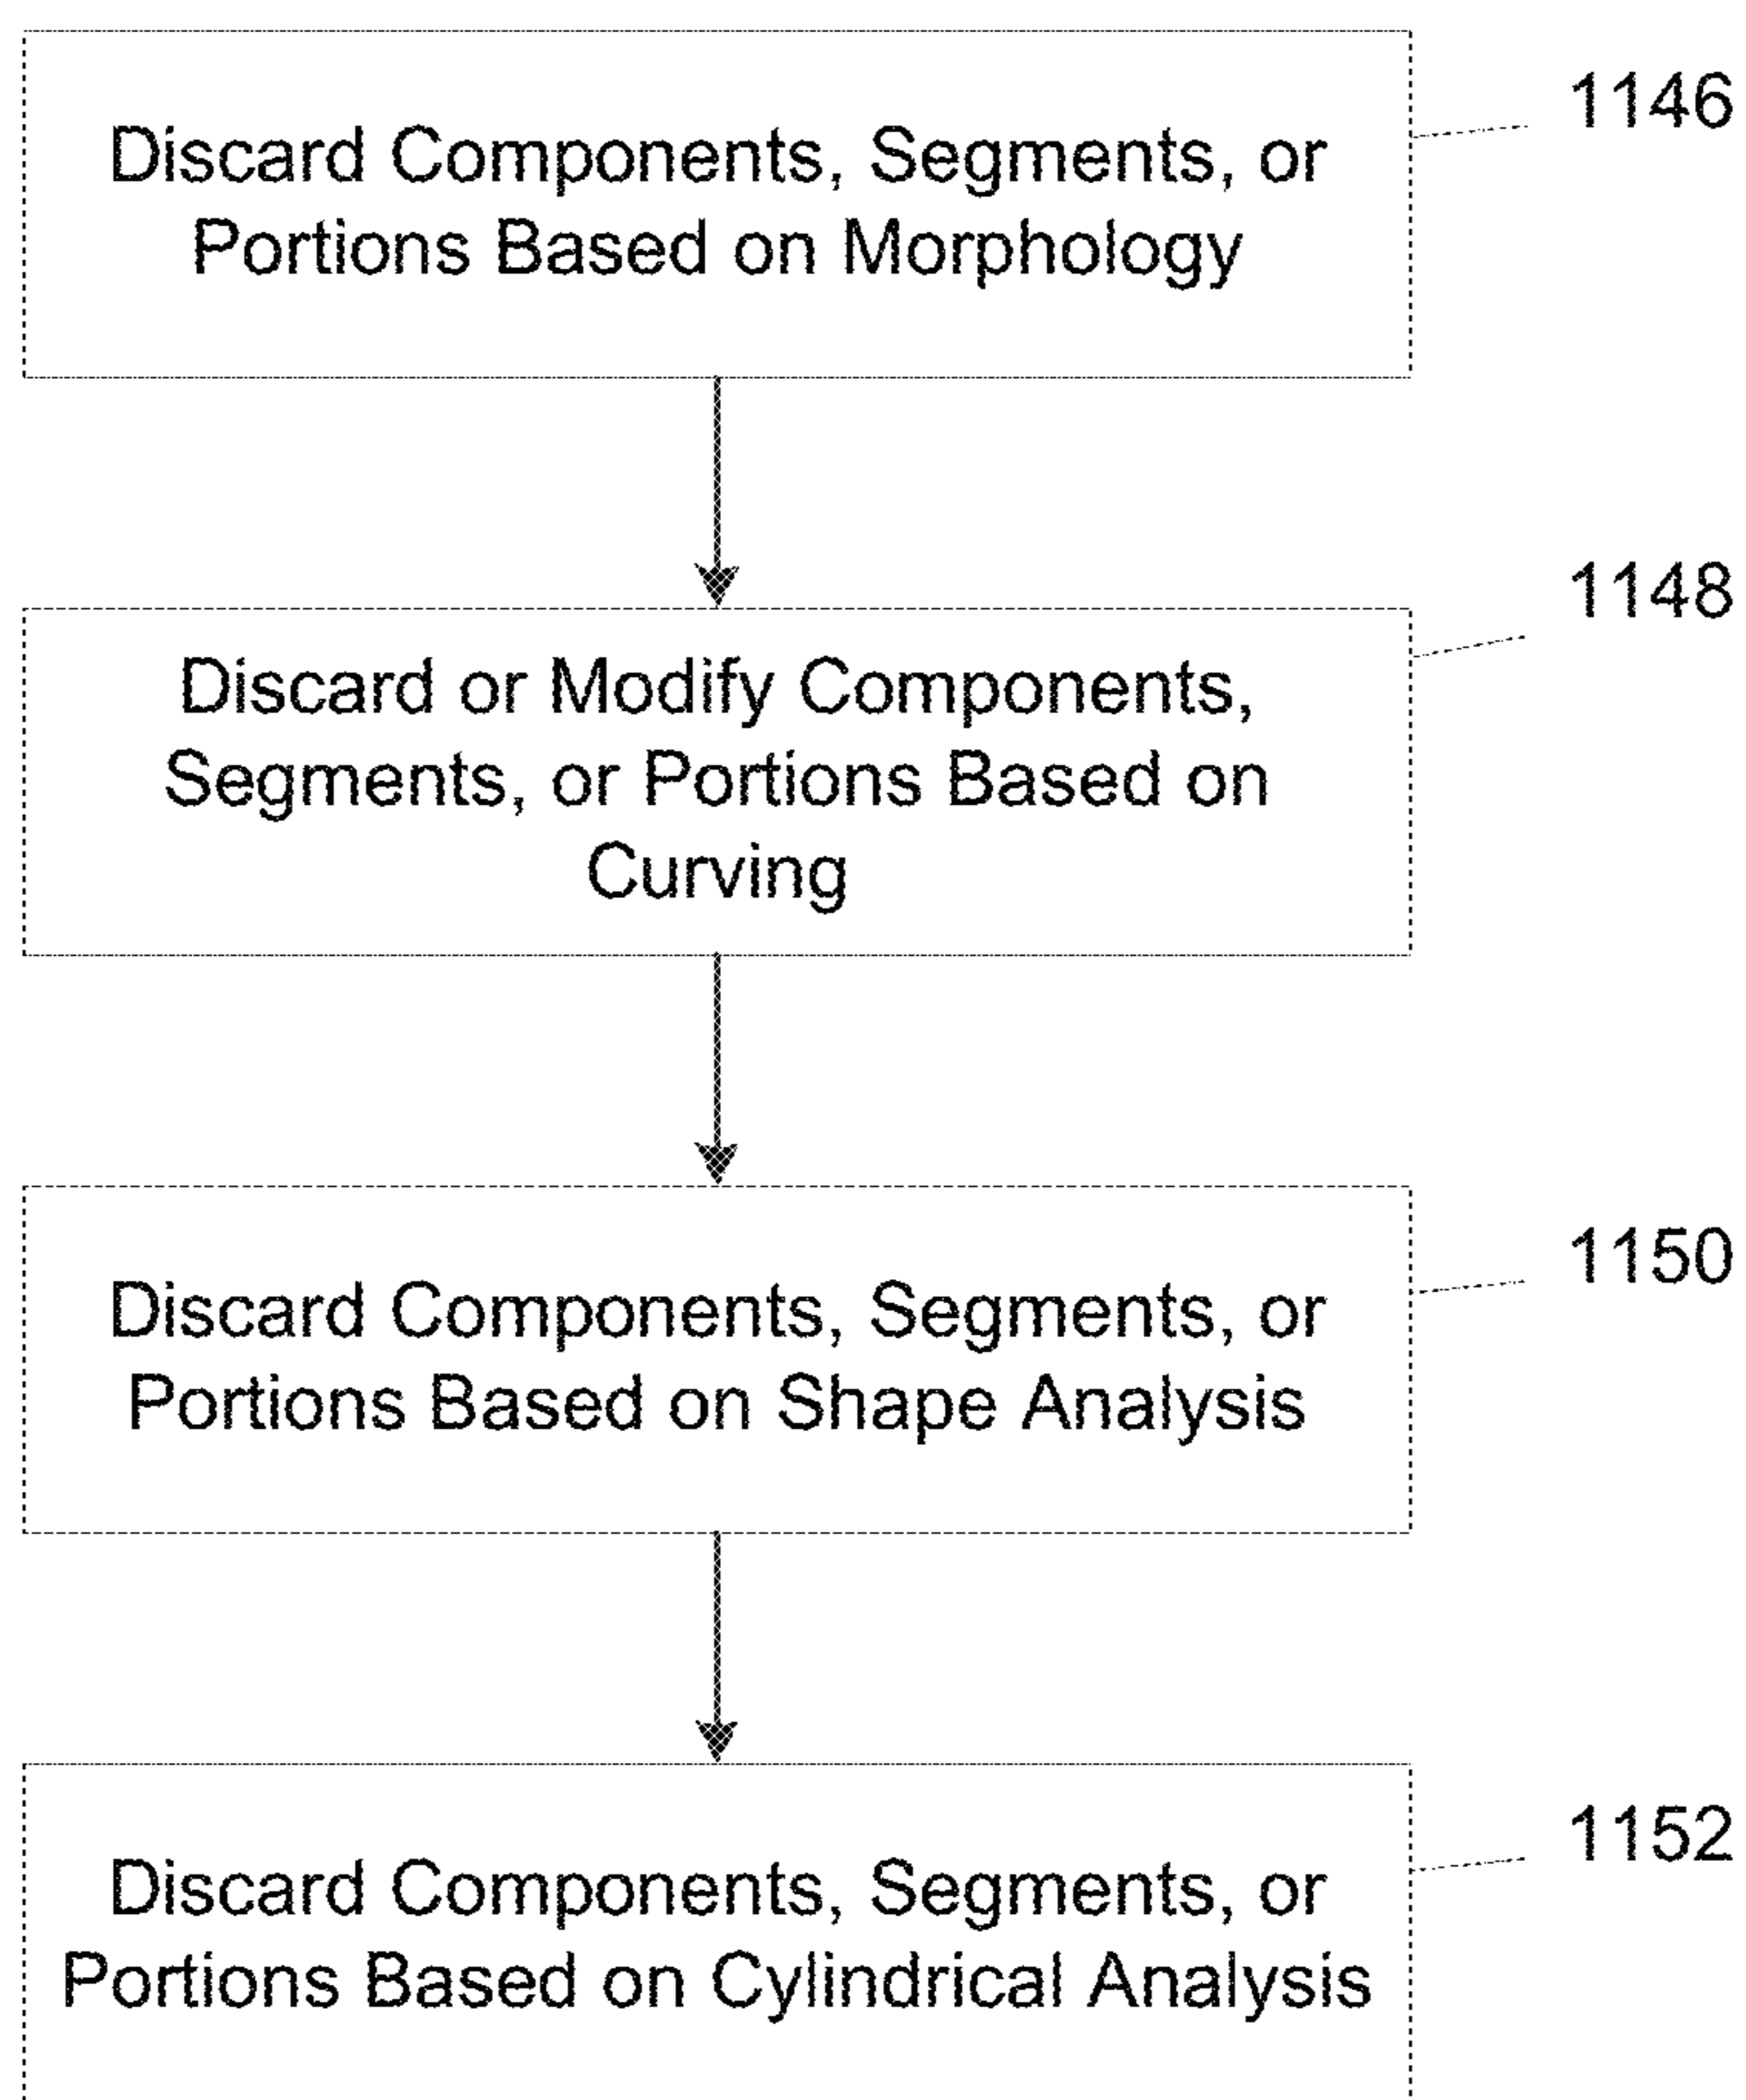 1146
Discard Components, Segments, or
Portions Based on Morphology
1148
Discard or Modify Components,
Segments, or Portions Based on
Curving
1150
Discard Components, Segments, or
Portions Based on Shape Analysis
1152
Discard Components, Segments, or
Portions Based on Cylindrical Analysis